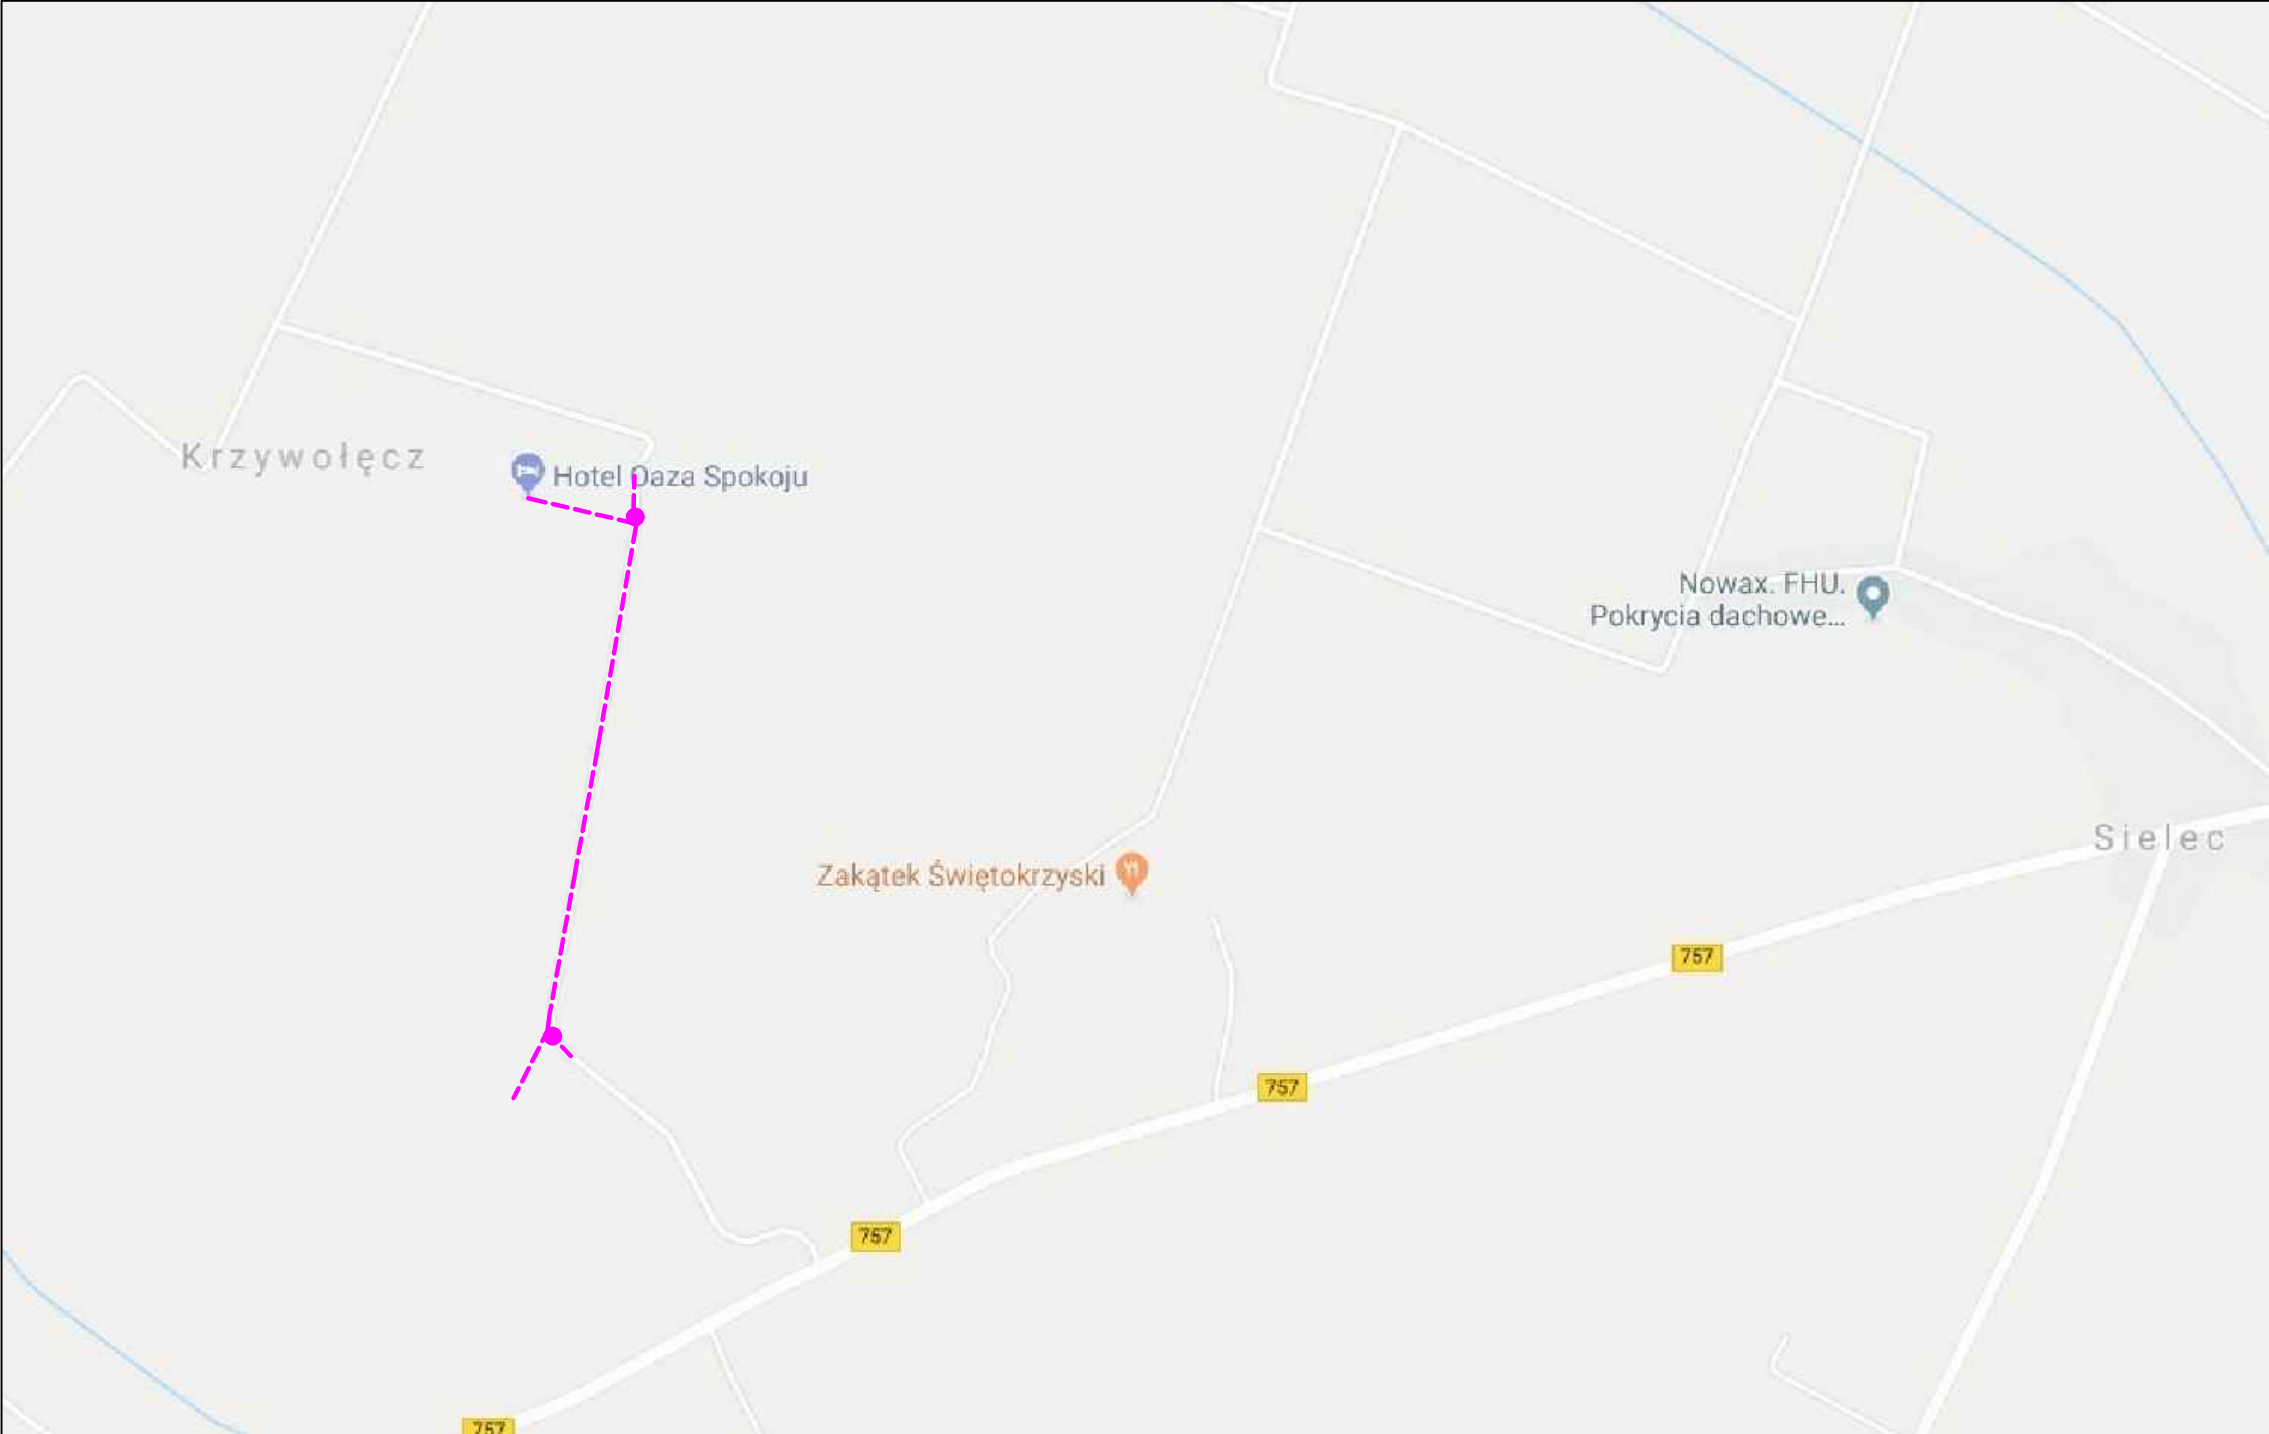 Krzywołęcz
Hotel Oaza Spokoju
Nowax. FHU.
Pokrycia dachowe...
Sielec
Zakątek Świętokrzyski
757
757
757
757